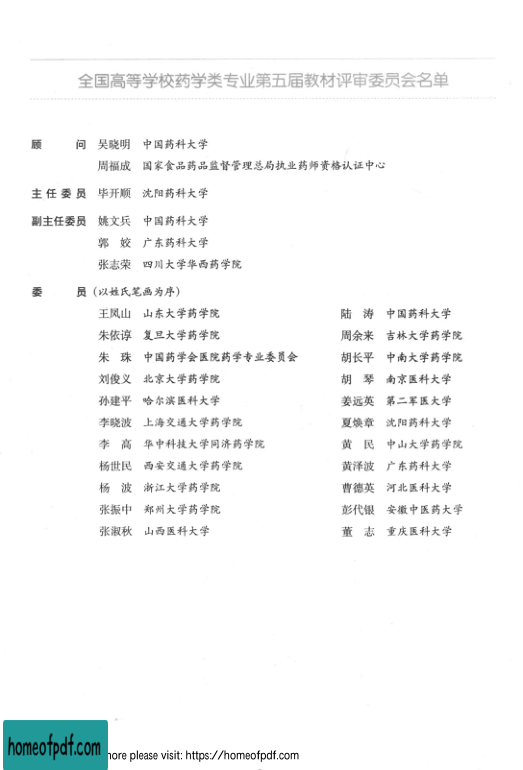 全国高等学校药学类专业第五届教材评审委员会名单
顾 问 吴晓明 中国药科大学
周福成 国家食品药品监督管理总局执业药师资格认证中心
主任委员 毕开顺 沈阳药科大学
副主任委员 姚文兵 中国药科大学
郭 姣 广东药科大学
张志荣 四川大学华西药学院
委 员 (以姓氏笔画为序)
王凤山 山东大学药学院 陆 涛 中国药科大学
朱依谆 复旦大学药学院 周余来 吉林大学药学院
朱 珠 中国药学会医院药学专业委员会 胡长平 中南大学药学院
刘俊义 北京大学药学院 胡 琴 南京医科大学
孙建平 哈尔滨医科大学 姜远英 第二军医大学
李晓波 上海交通大学药学院 夏焕章 沈阳药科大学
李 高 华中科技大学同济药学院 黄 民 中山大学药学院
杨世民 西安交通大学药学院 黄泽波 广东药科大学
杨 波 浙江大学药学院 曹德英 河北医科大学
张振中 郑州大学药学院 彭代银 安徽中医药大学
张淑秋 山西医科大学 董 志 重庆医科大学
homeofpdf.com more please visit: https://homeofpdf.com